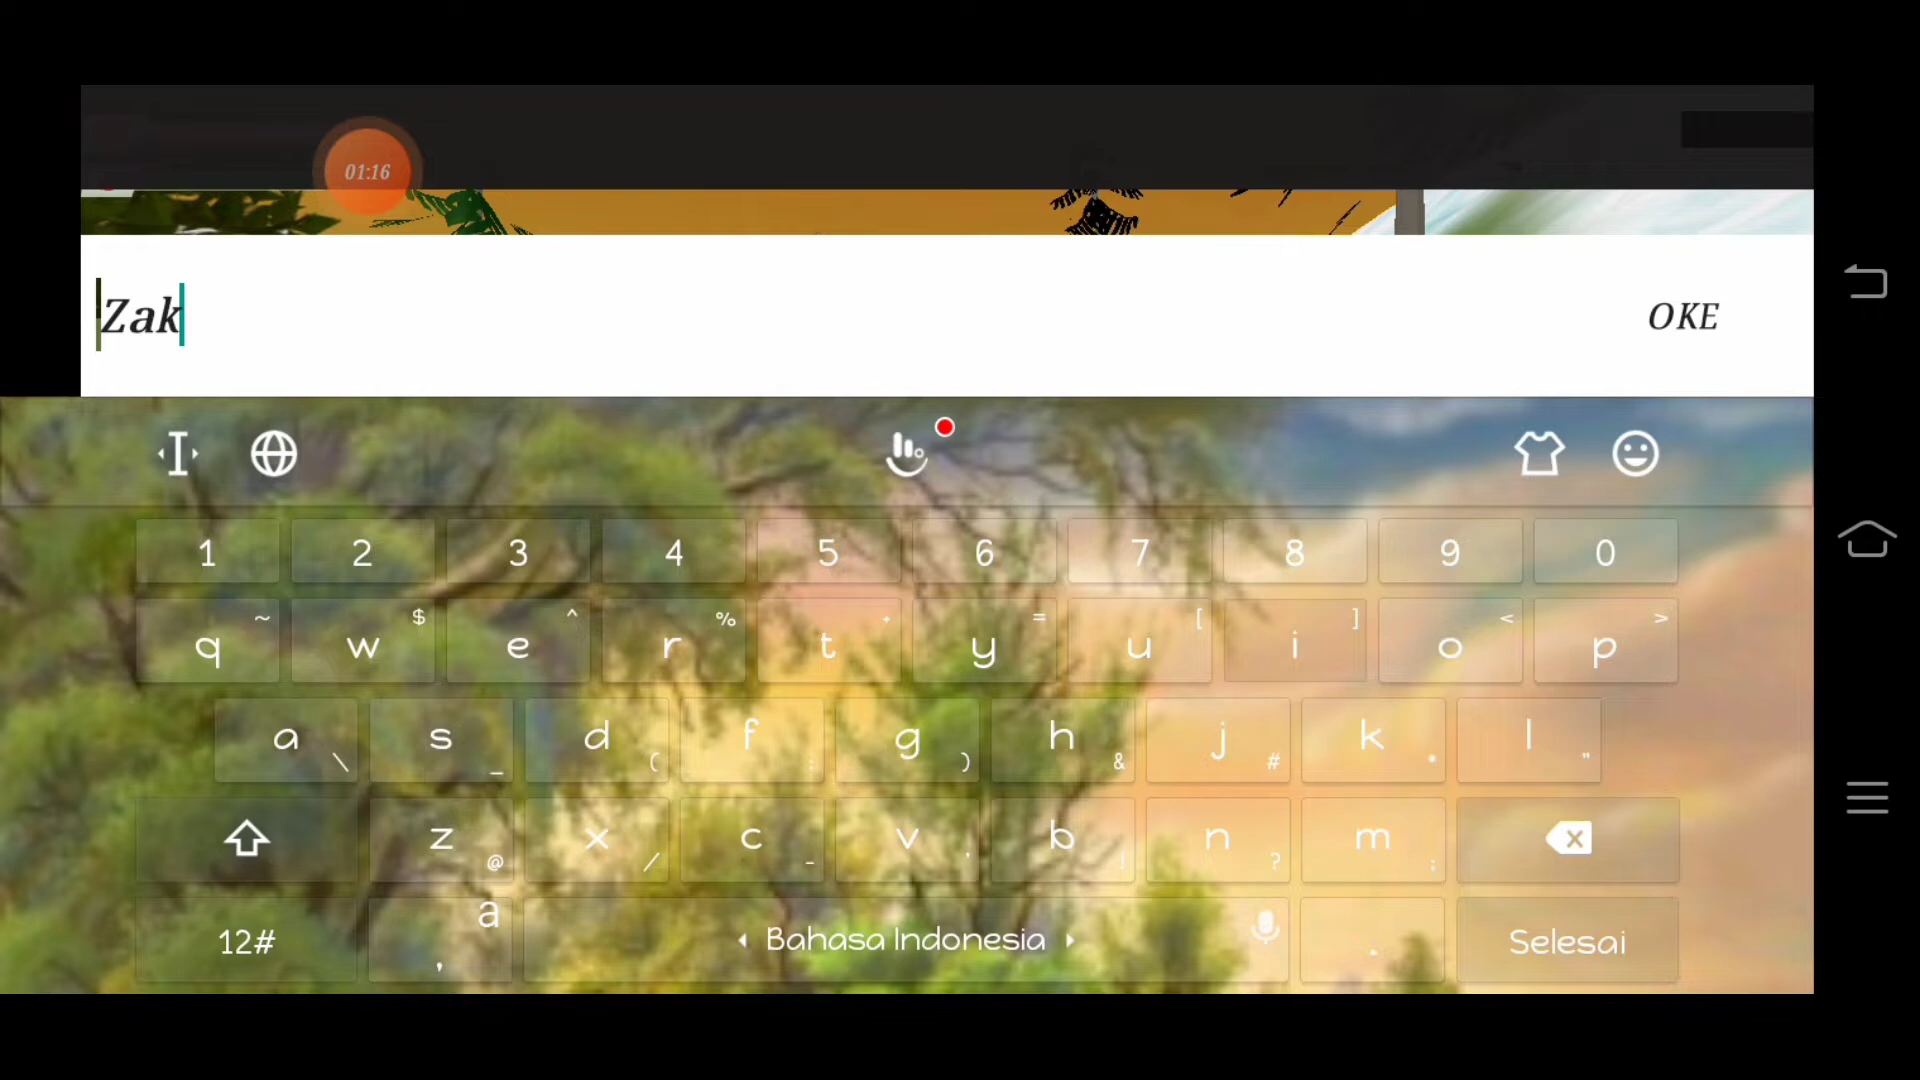 01:16
Zak
OKE
1 2 3 4 5 6 7 8 9 0
~ $ ^ % + = [ ] < >
q w e r t y u i o p
a s d f g h j k l
\ _ ( : ) & # * "
z x c v b n m
@ / - ' ! ? ;
12# , a Bahasa Indonesia . Selesai